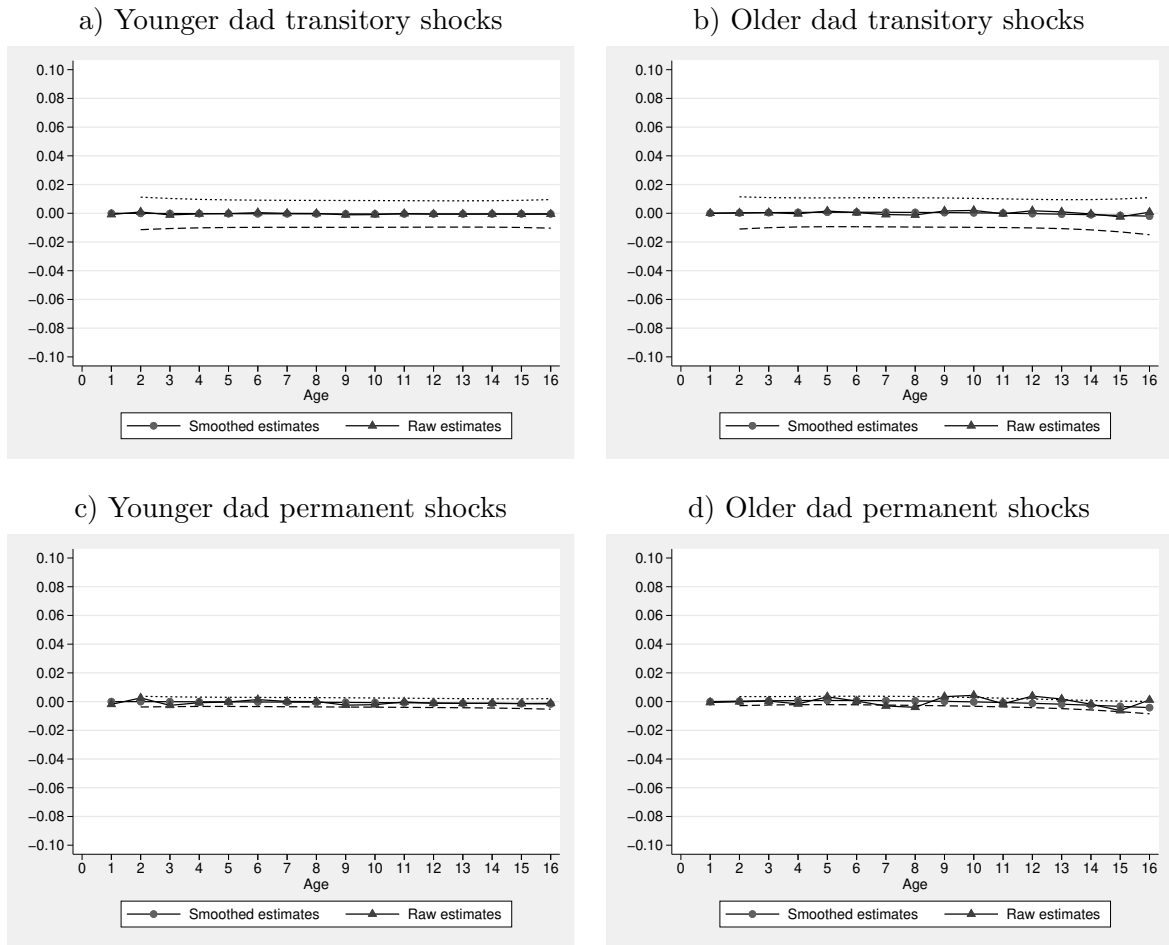 a) Younger dad transitory shocks
0.10
0.08
0.06
0.04
0.02
0.00
−0.02
−0.04
−0.06
−0.08
−0.10
0 1 2 3 4 5 6 7 8 9 10 11 12 13 14 15 16
Age
Smoothed estimates Raw estimates
b) Older dad transitory shocks
0.10
0.08
0.06
0.04
0.02
0.00
−0.02
−0.04
−0.06
−0.08
−0.10
0 1 2 3 4 5 6 7 8 9 10 11 12 13 14 15 16
Age
Smoothed estimates Raw estimates
c) Younger dad permanent shocks
0.10
0.08
0.06
0.04
0.02
0.00
−0.02
−0.04
−0.06
−0.08
−0.10
0 1 2 3 4 5 6 7 8 9 10 11 12 13 14 15 16
Age
Smoothed estimates Raw estimates
d) Older dad permanent shocks
0.10
0.08
0.06
0.04
0.02
0.00
−0.02
−0.04
−0.06
−0.08
−0.10
0 1 2 3 4 5 6 7 8 9 10 11 12 13 14 15 16
Age
Smoothed estimates Raw estimates